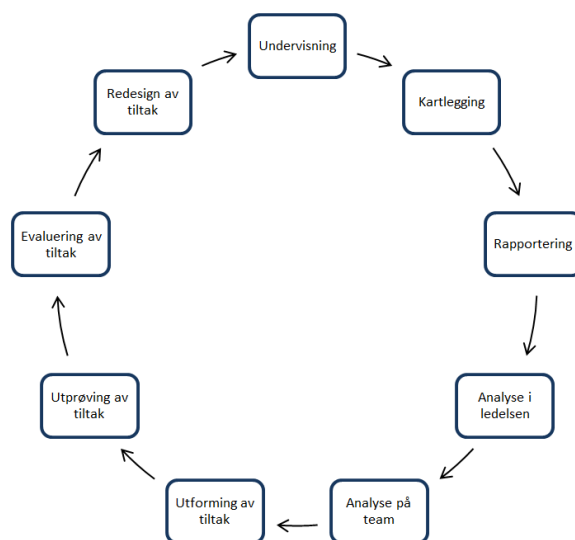 Undervisning
Kartlegging
Rapportering
Analyse i
ledelsen
Analyse på
team
Utforming av
tiltak
Utprøving av
tiltak
Evaluering av
tiltak
Redesign av
tiltak